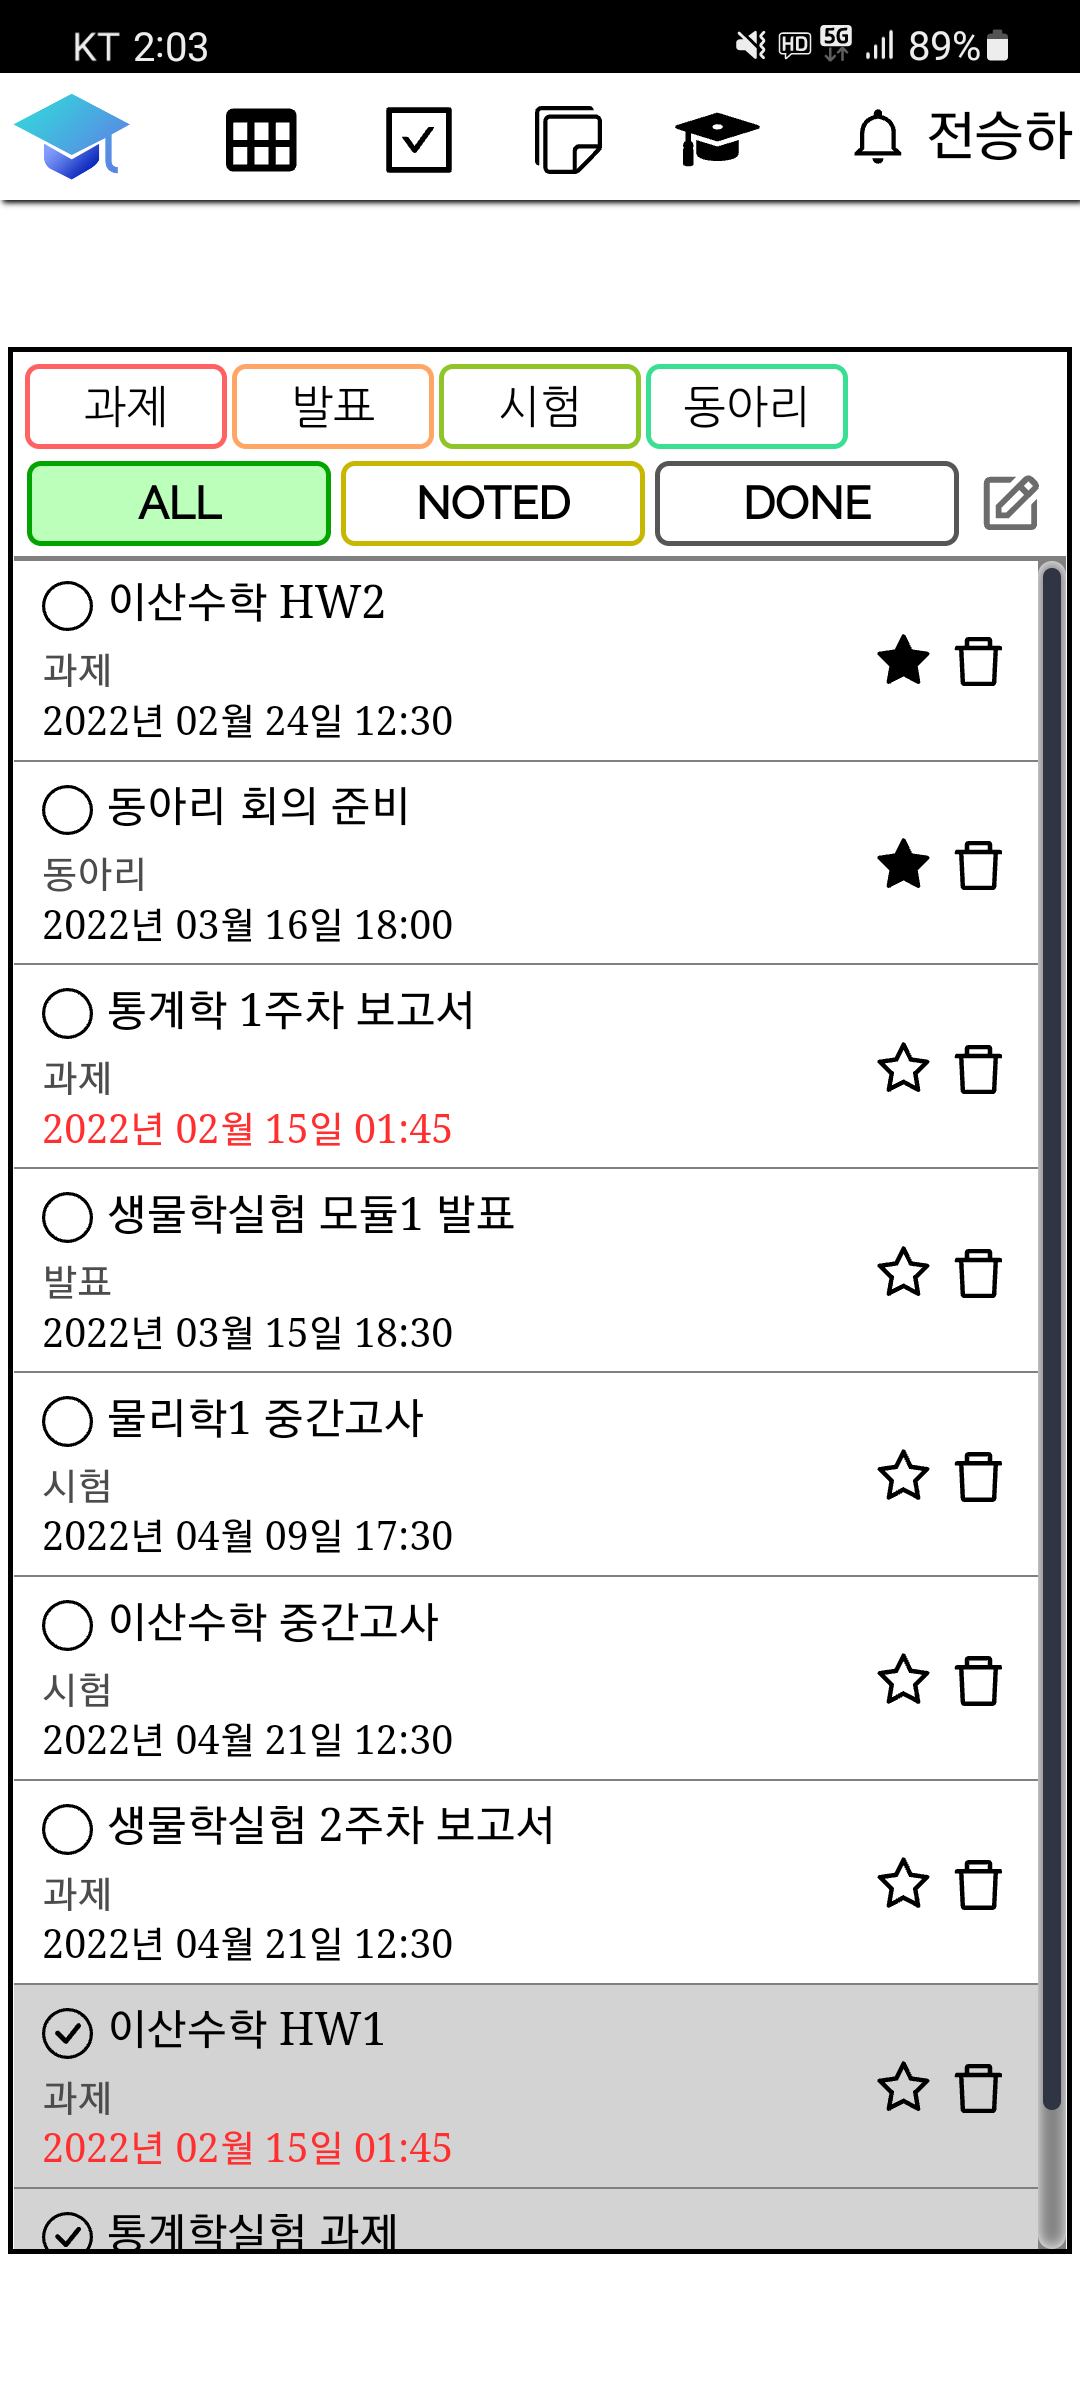 KT 2:03 HD 5G 89%
전승하
과제 발표 시험 동아리
ALL NOTED DONE
이산수학 HW2
과제
2022년 02월 24일 12:30
동아리 회의 준비
동아리
2022년 03월 16일 18:00
통계학 1주차 보고서
과제
2022년 02월 15일 01:45
생물학실험 모듈1 발표
발표
2022년 03월 15일 18:30
물리학1 중간고사
시험
2022년 04월 09일 17:30
이산수학 중간고사
시험
2022년 04월 21일 12:30
생물학실험 2주차 보고서
과제
2022년 04월 21일 12:30
이산수학 HW1
과제
2022년 02월 15일 01:45
통계학실험 과제